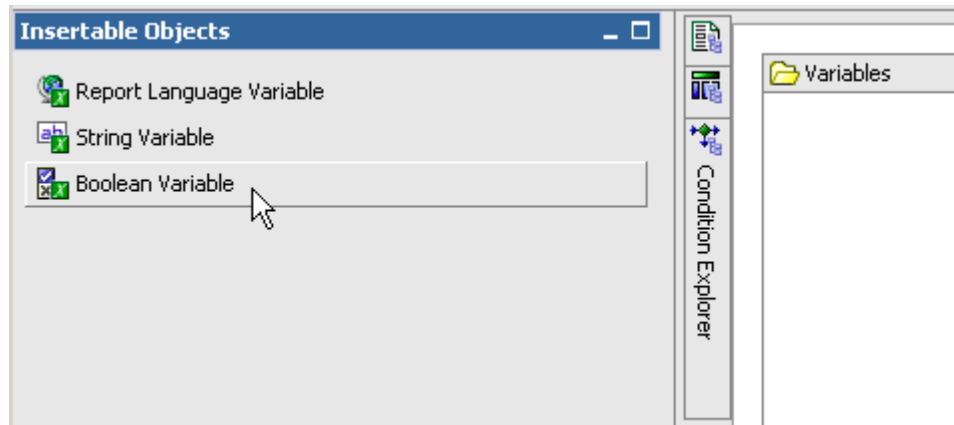 Insertable Objects
Report Language Variable
String Variable
Boolean Variable
Condition Explorer
Variables